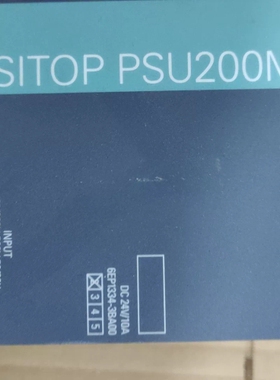 SITOP PSU200M
DC 24V/10A
6EP1334-3BA00
X 3 4 5
INPUT